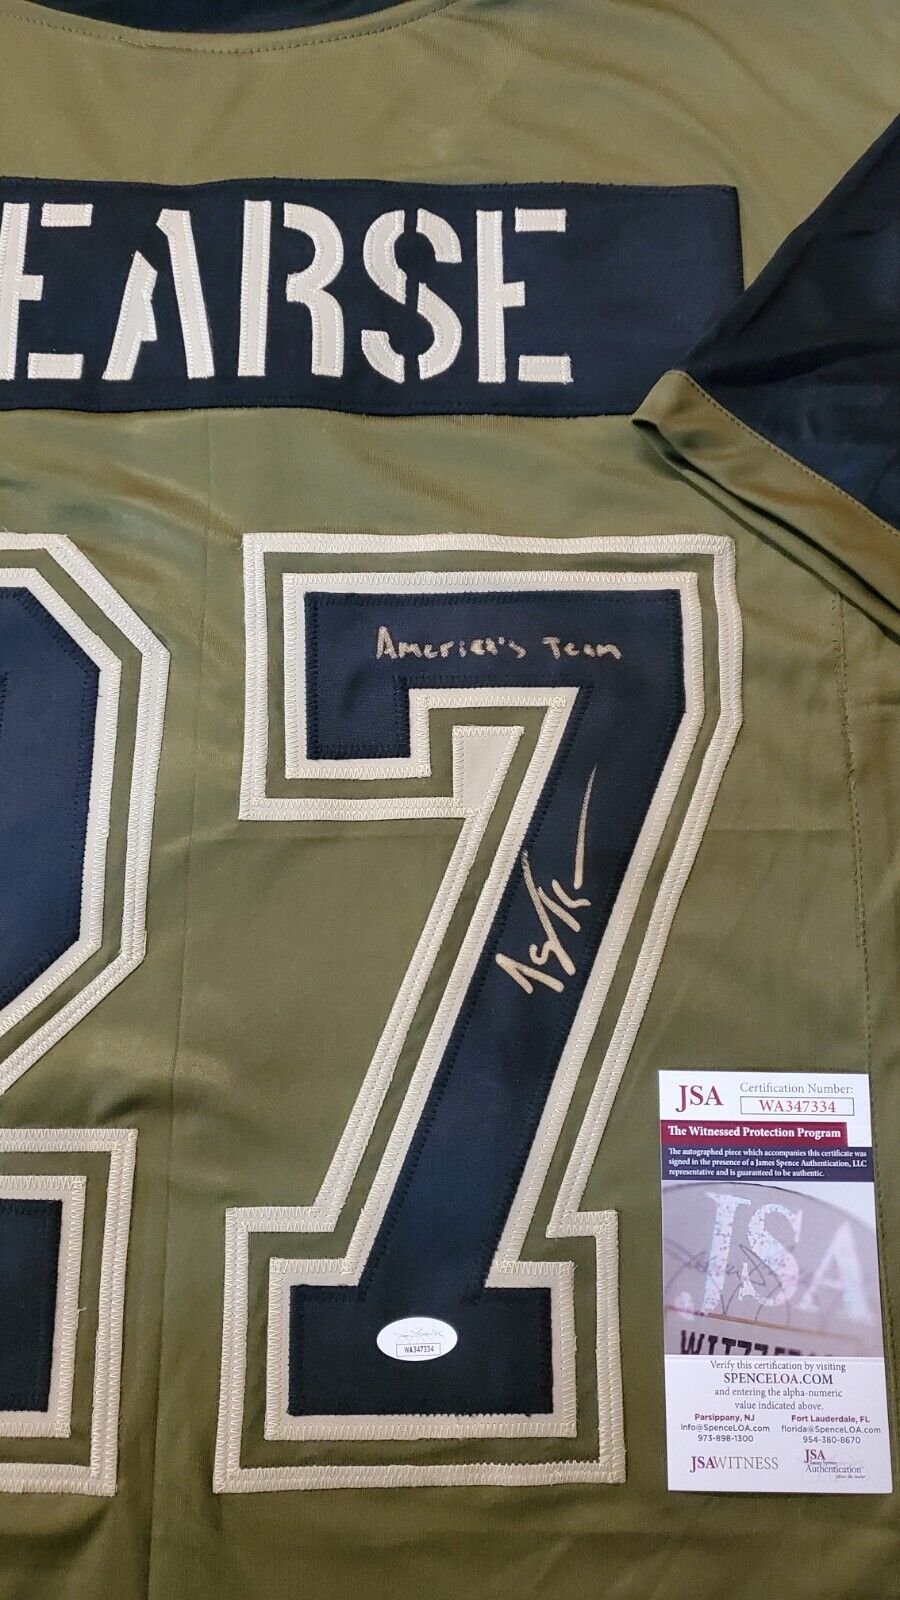 EARSE
27
America's Team
WA347334
JSA
Certification Number:
WA347334
The Witnessed Protection Program
The autographed piece which accompanies this certificate was
signed in the presence of a James Spence Authentication, LLC
representative and is guaranteed to be authentic.
JSA
Verify this certification by visiting
SPENCELOA.COM
and entering the alpha-numeric
value indicated above.
Parsippany, NJ
info@SpenceLOA.com
973-898-1300
Fort Lauderdale, FL
florida@SpenceLOA.com
954-380-8670
JSAWITNESS
JSA
Authentication